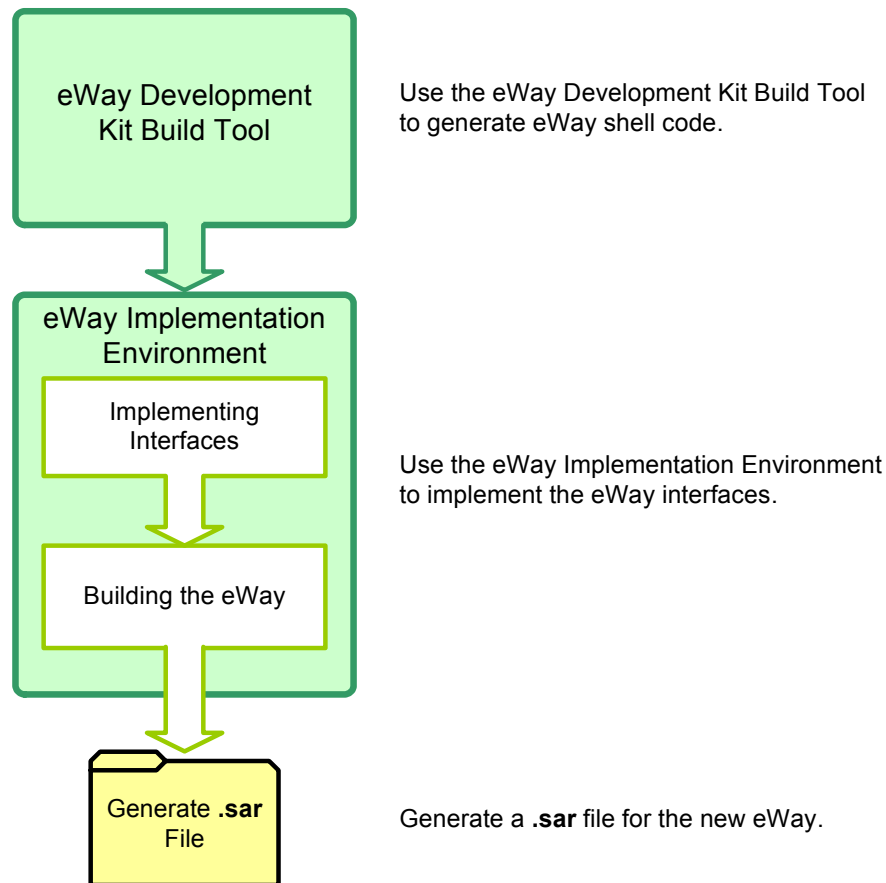 eWay Development
Kit Build Tool
Use the eWay Development Kit Build Tool
to generate eWay shell code.
eWay Implementation
Environment
Implementing
Interfaces
Use the eWay Implementation Environment
to implement the eWay interfaces.
Building the eWay
Generate .sar
File
Generate a .sar file for the new eWay.